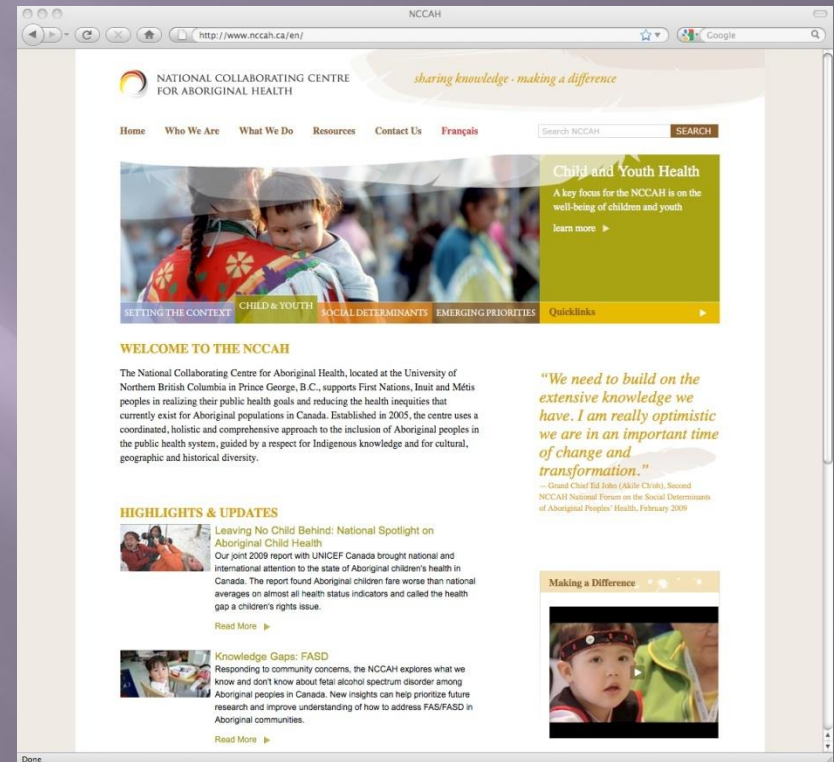 NCCAH
http://www.nccah.ca/en/
Google
NATIONAL COLLABORATING CENTRE
FOR ABORIGINAL HEALTH
sharing knowledge · making a difference
Home Who We Are What We Do Resources Contact Us Français
Search NCCAH SEARCH
Child and Youth Health
A key focus for the NCCAH is on the
well-being of children and youth
learn more
SETTING THE CONTEXT CHILD & YOUTH SOCIAL DETERMINANTS EMERGING PRIORITIES Quicklinks
WELCOME TO THE NCCAH
The National Collaborating Centre for Aboriginal Health, located at the University of
Northern British Columbia in Prince George, B.C., supports First Nations, Inuit and Métis
peoples in realizing their public health goals and reducing the health inequities that
currently exist for Aboriginal populations in Canada. Established in 2005, the centre uses a
coordinated, holistic and comprehensive approach to the inclusion of Aboriginal peoples in
the public health system, guided by a respect for Indigenous knowledge and for cultural,
geographic and historical diversity.
“We need to build on the
extensive knowledge we
have. I am really optimistic
we are in an important time
of change and
transformation.”
— Grand Chief Ed John (Akile Ch'oh), Second
NCCAH National Forum on the Social Determinants
of Aboriginal Peoples' Health, February 2009
HIGHLIGHTS & UPDATES
Leaving No Child Behind: National Spotlight on
Aboriginal Child Health
Our joint 2009 report with UNICEF Canada brought national and
international attention to the state of Aboriginal children's health in
Canada. The report found Aboriginal children fare worse than national
averages on almost all health status indicators and called the health
gap a children's rights issue.
Read More
Knowledge Gaps: FASD
Responding to community concerns, the NCCAH explores what we
know and don't know about fetal alcohol spectrum disorder among
Aboriginal peoples in Canada. New insights can help prioritize future
research and improve understanding of how to address FAS/FASD in
Aboriginal communities.
Read More
Making a Difference
Done